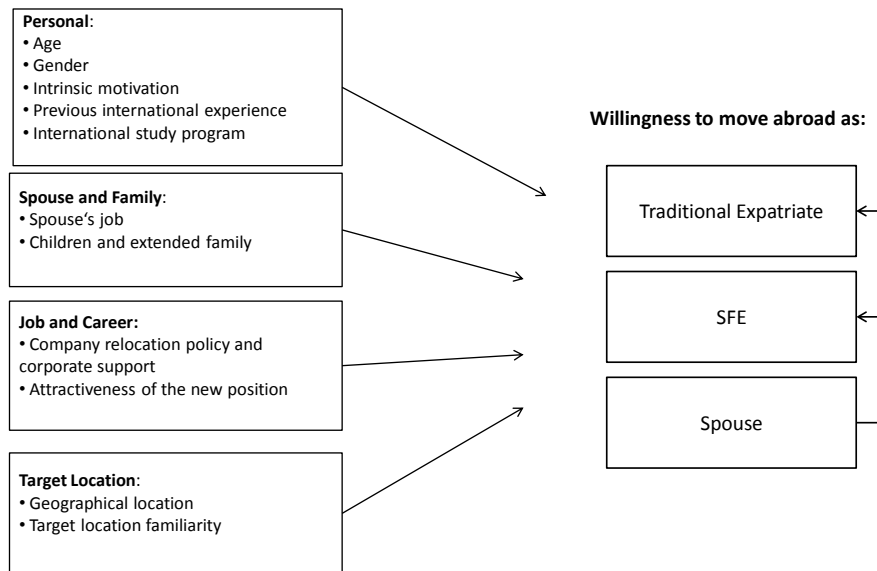 Personal:
• Age
• Gender
• Intrinsic motivation
• Previous international experience
• International study program
Spouse and Family:
• Spouse‘s job
• Children and extended family
Job and Career:
• Company relocation policy and
corporate support
• Attractiveness of the new position
Target Location:
• Geographical location
• Target location familiarity
Willingness to move abroad as:
Traditional Expatriate
SFE
Spouse